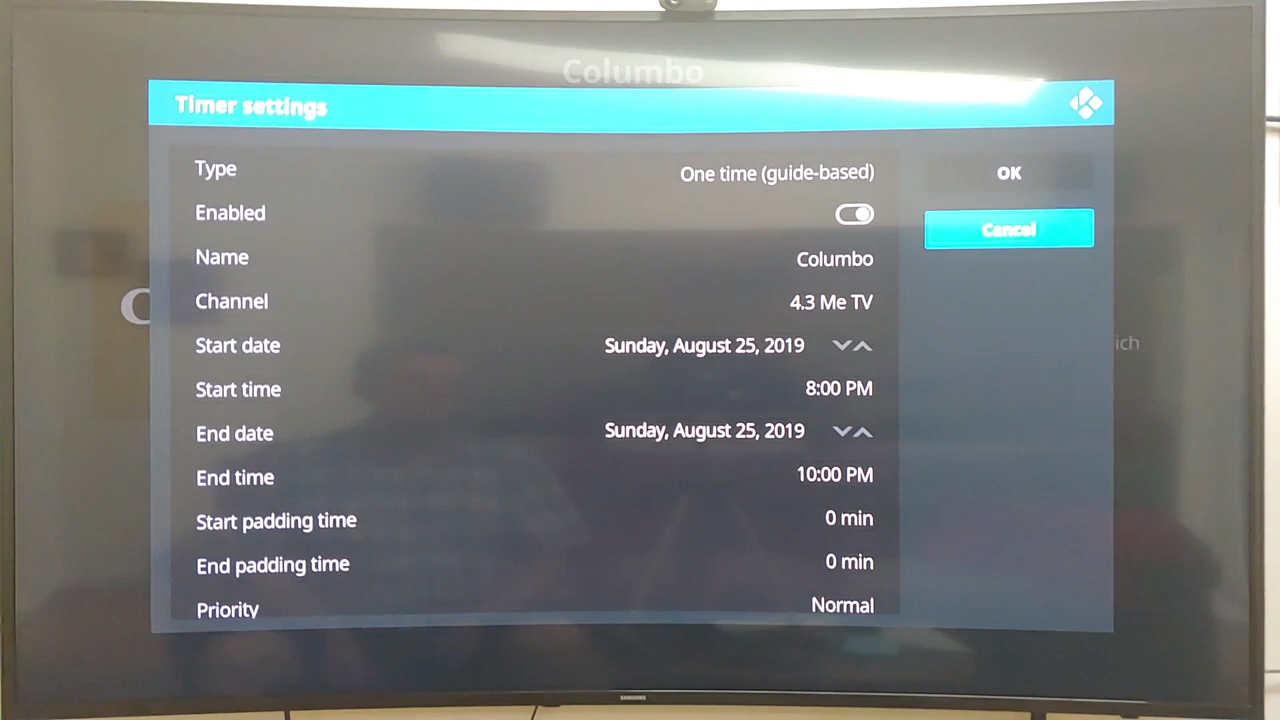 Columbo
Timer settings
Type One time (guide-based)
OK
Enabled
Cancel
Name Columbo
Channel 4.3 Me TV
C
Start date Sunday, August 25, 2019
ich
Start time 8:00 PM
End date Sunday, August 25, 2019
End time 10:00 PM
Start padding time 0 min
End padding time 0 min
Priority Normal
SAMSUNG